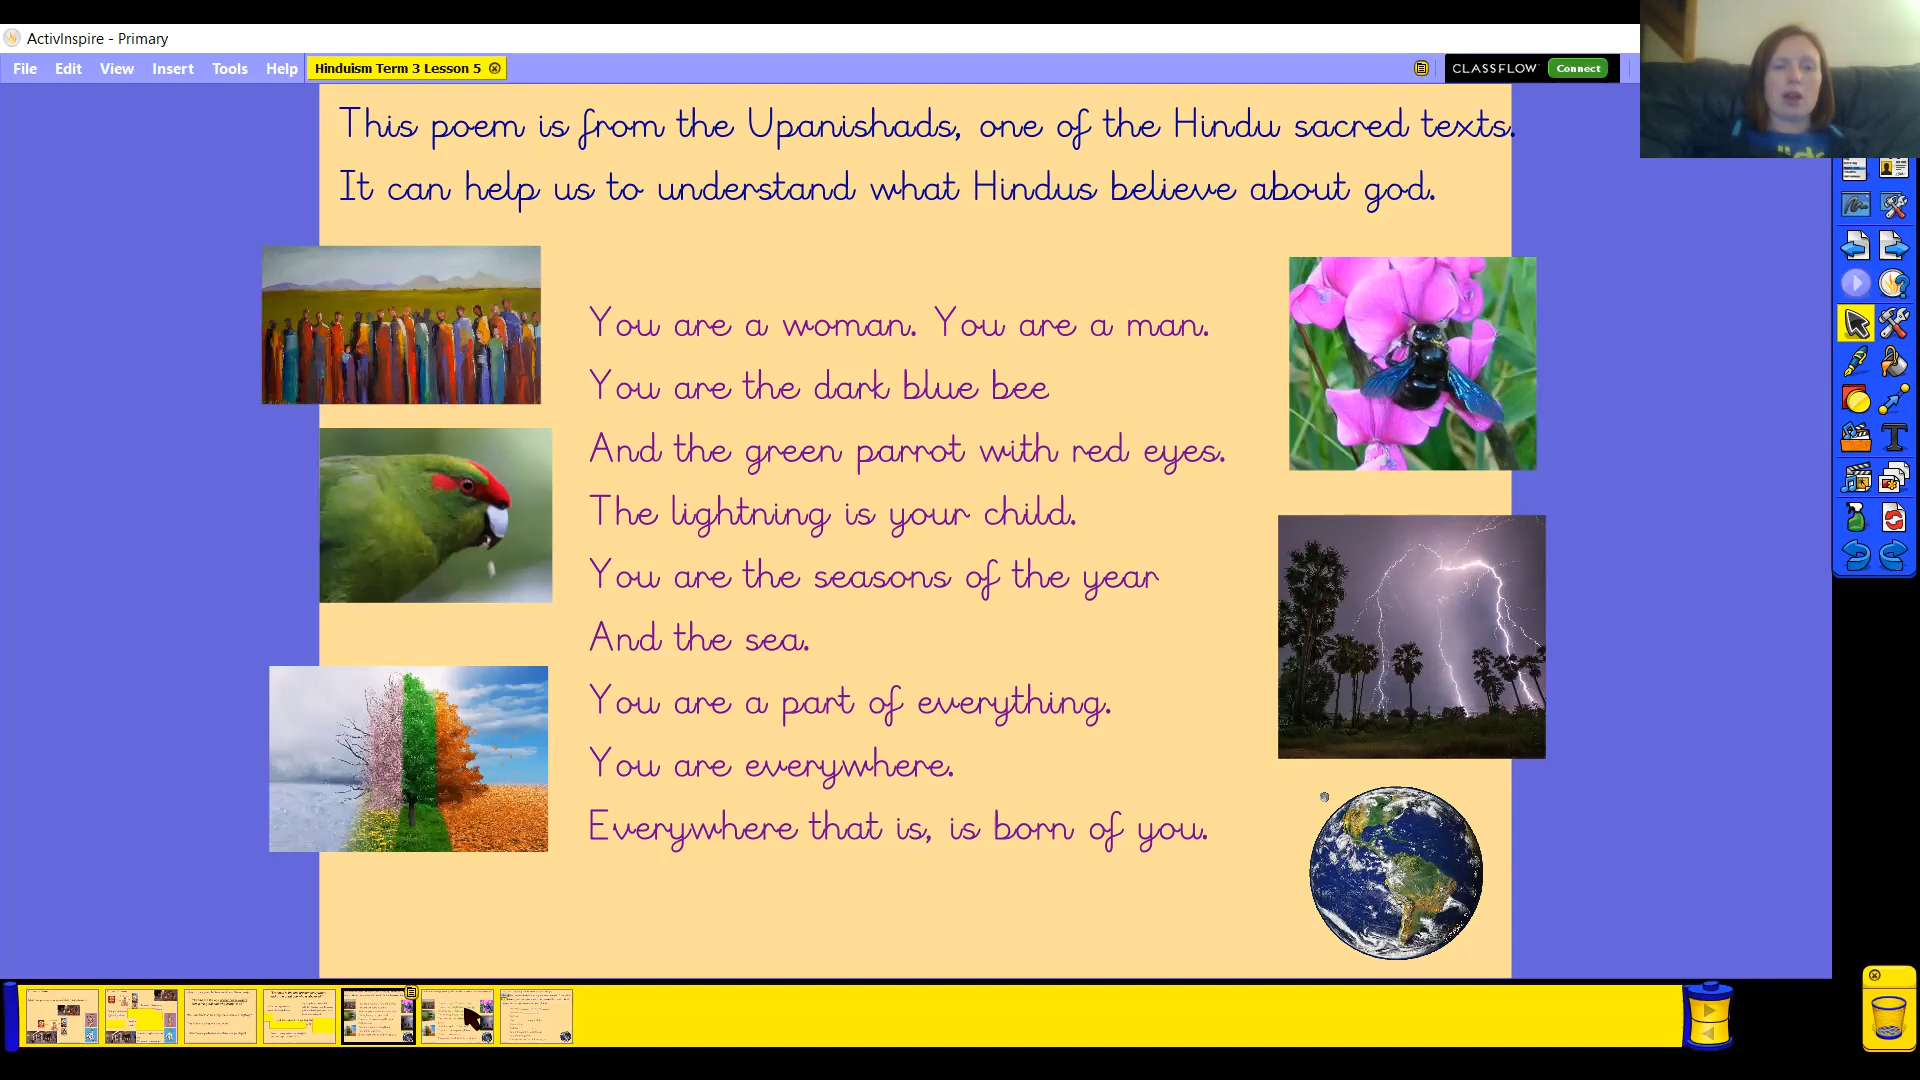 ActivInspire - Primary
File Edit View Insert Tools Help Hinduism Term 3 Lesson 5 CLASSFLOW Connect
This poem is from the Upanishads, one of the Hindu sacred texts.
It can help us to understand what Hindus believe about god.
You are a woman. You are a man.
You are the dark blue bee
And the green parrot with red eyes.
The lightning is your child.
You are the seasons of the year
And the sea.
You are a part of everything.
You are everywhere.
Everywhere that is, is born of you.